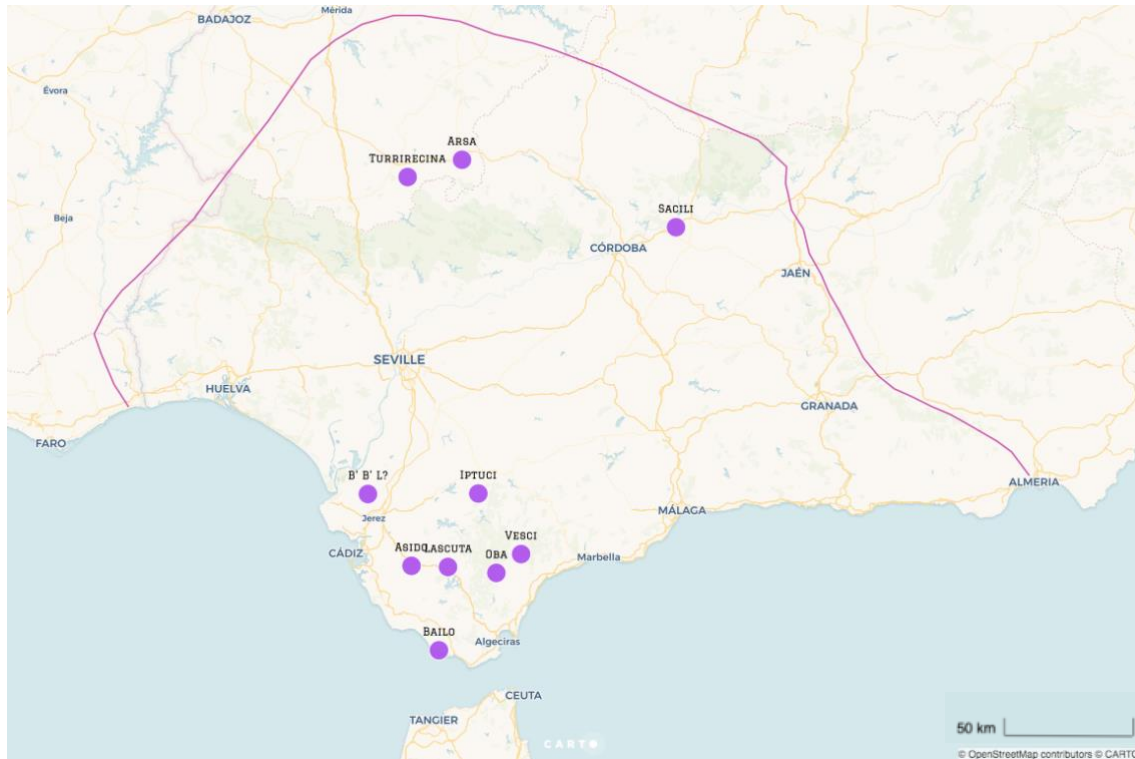 BADAJOZ
Mérida
Évora
ARSA
TURRIRECINA
Beja
SACILI
CÓRDOBA
JAÉN
SEVILLE
HUELVA
GRANADA
FARO
B' B' L?
IPTUCI
ALMERIA
MÁLAGA
Jerez
VESCI
CÁDIZ
ASIDO
LASCUTA
OBA
Marbella
BAILO
Algeciras
CEUTA
TANGIER
50 km
CARTO
© OpenStreetMap contributors © CARTO